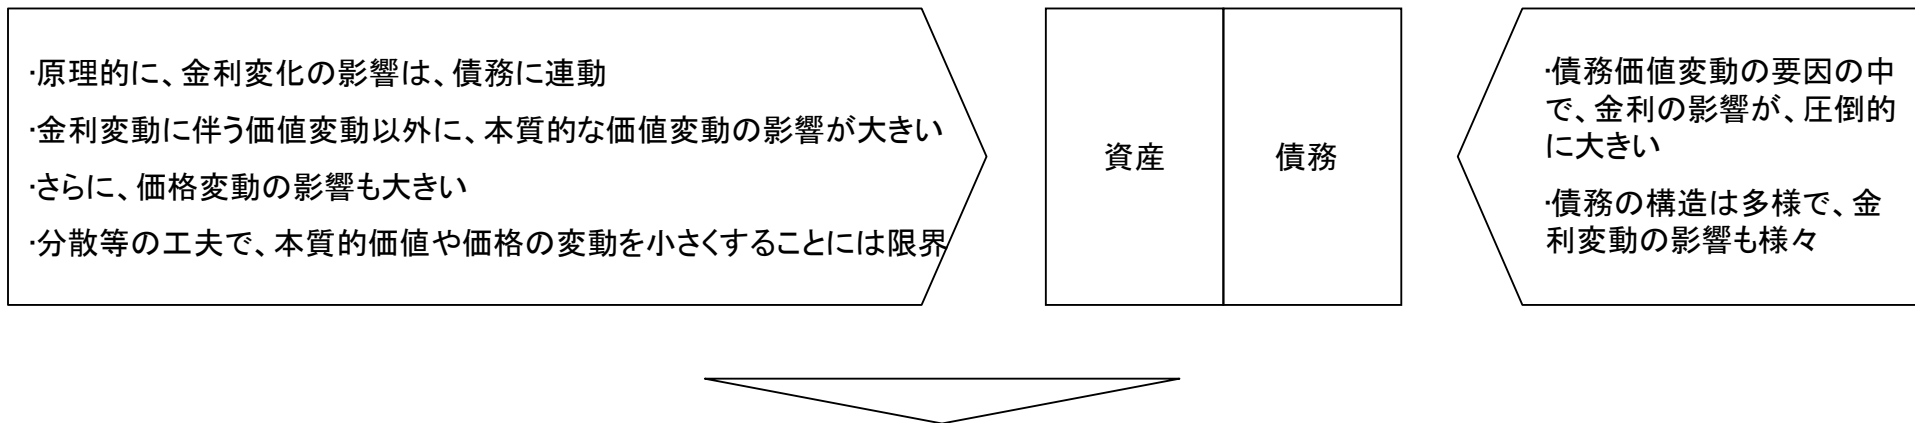 ・原理的に、金利変化の影響は、債務に連動
・金利変動に伴う価値変動以外に、本質的な価値変動の影響が大きい
・さらに、価格変動の影響も大きい
・分散等の工夫で、本質的価値や価格の変動を小さくすることには限界
資産
債務
・債務価値変動の要因の中
で、金利の影響が、圧倒的
に大きい
・債務の構造は多様で、金
利変動の影響も様々